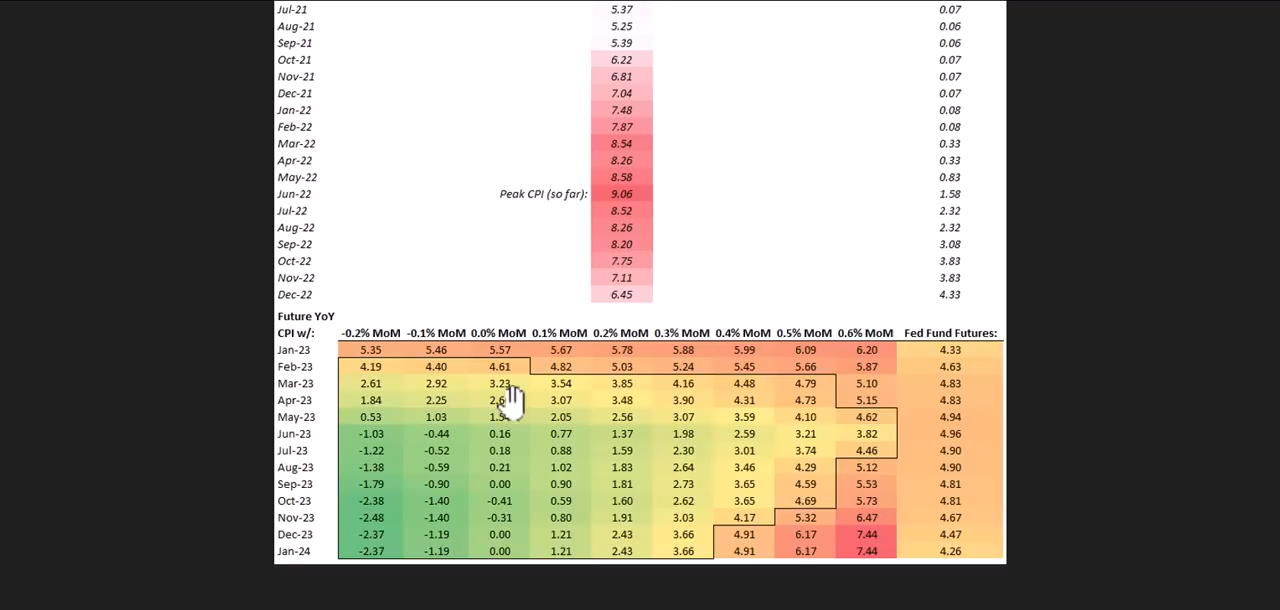 Jul-21 5.37 0.07
Aug-21 5.25 0.06
Sep-21 5.39 0.06
Oct-21 6.22 0.07
Nov-21 6.81 0.07
Dec-21 7.04 0.07
Jan-22 7.48 0.08
Feb-22 7.87 0.08
Mar-22 8.54 0.33
Apr-22 8.26 0.33
May-22 8.58 0.83
Jun-22 Peak CPI (so far): 9.06 1.58
Jul-22 8.52 2.32
Aug-22 8.26 2.32
Sep-22 8.20 3.08
Oct-22 7.75 3.83
Nov-22 7.11 3.83
Dec-22 6.45 4.33
Future YoY
CPI w/: -0.2% MoM -0.1% MoM 0.0% MoM 0.1% MoM 0.2% MoM 0.3% MoM 0.4% MoM 0.5% MoM 0.6% MoM Fed Fund Futures:
Jan-23 5.35 5.46 5.57 5.67 5.78 5.88 5.99 6.09 6.20 4.33
Feb-23 4.19 4.40 4.61 4.82 5.03 5.24 5.45 5.66 5.87 4.63
Mar-23 2.61 2.92 3.23 3.54 3.85 4.16 4.48 4.79 5.10 4.83
Apr-23 1.84 2.25 3.07 3.48 3.90 4.31 4.73 5.15 4.83
May-23 0.53 1.03 2.05 2.56 3.07 3.59 4.10 4.62 4.94
Jun-23 -1.03 -0.44 0.16 0.77 1.37 1.98 2.59 3.21 3.82 4.96
Jul-23 -1.22 -0.52 0.18 0.88 1.59 2.30 3.01 3.74 4.46 4.90
Aug-23 -1.38 -0.59 0.21 1.02 1.83 2.64 3.46 4.29 5.12 4.90
Sep-23 -1.79 -0.90 0.00 0.90 1.81 2.73 3.65 4.59 5.53 4.81
Oct-23 -2.38 -1.40 -0.41 0.59 1.60 2.62 3.65 4.69 5.73 4.81
Nov-23 -2.48 -1.40 -0.31 0.80 1.91 3.03 4.17 5.32 6.47 4.67
Dec-23 -2.37 -1.19 0.00 1.21 2.43 3.66 4.91 6.17 7.44 4.47
Jan-24 -2.37 -1.19 0.00 1.21 2.43 3.66 4.91 6.17 7.44 4.26